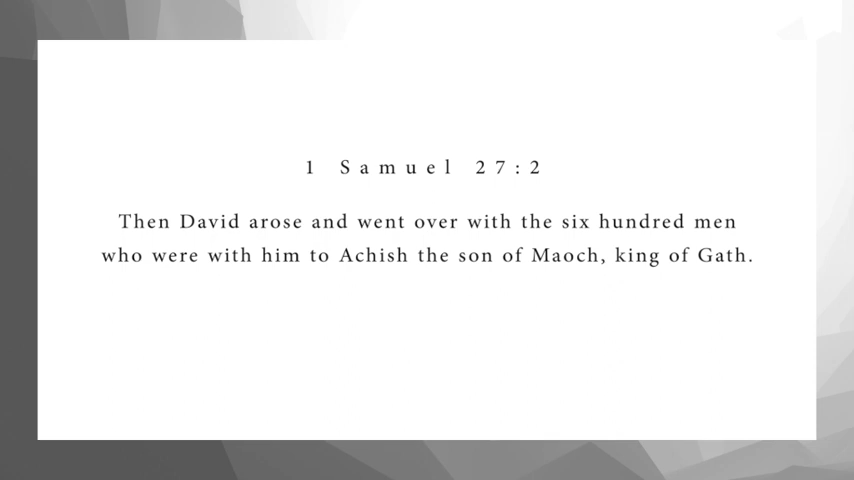 1 Samuel 27:2
Then David arose and went over with the six hundred men
who were with him to Achish the son of Maoch, king of Gath.